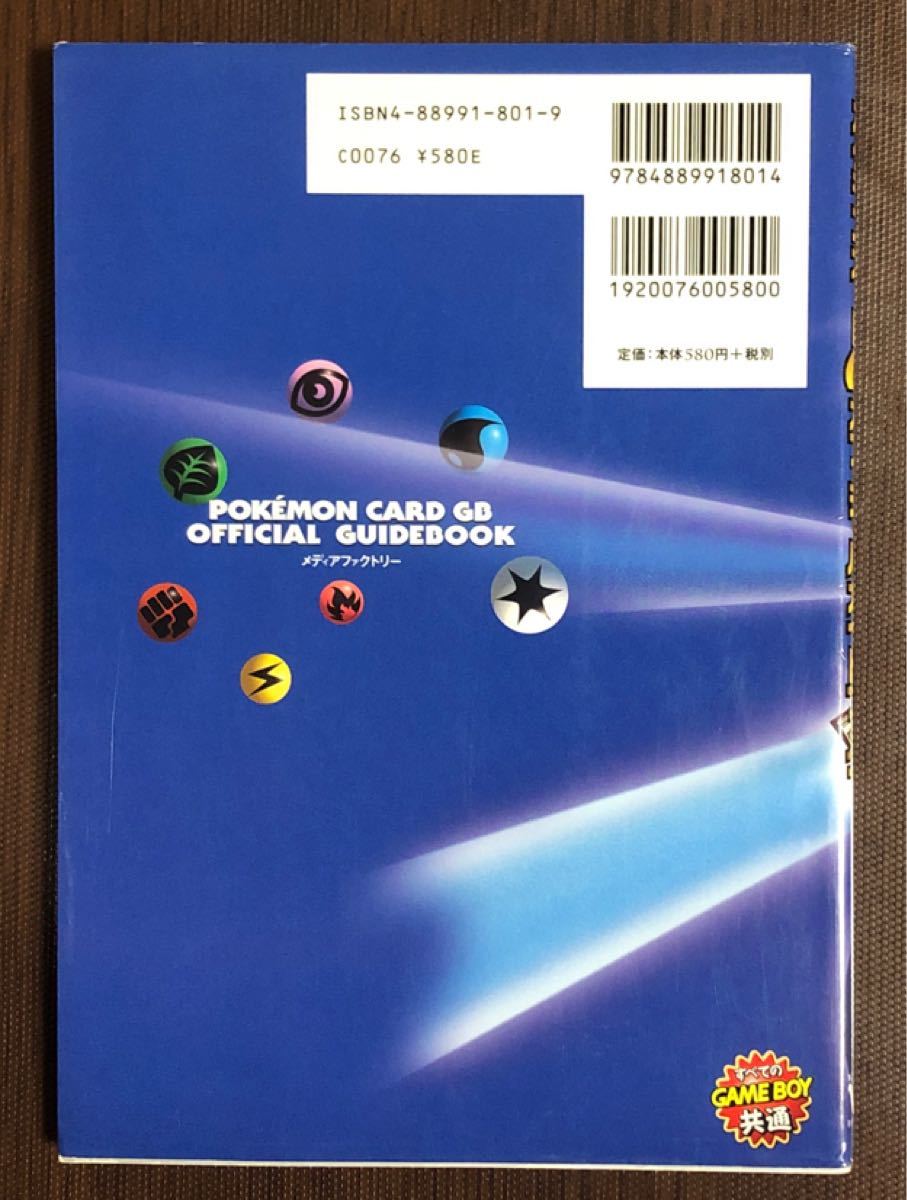 ISBN4-88991-801-9
C0076 ¥580E
9784889918014
1920076005800
定価：本体580円＋税別
POKÉMON CARD GB
OFFICIAL GUIDEBOOK
メディアファクトリー
すべての
GAME BOY
共通